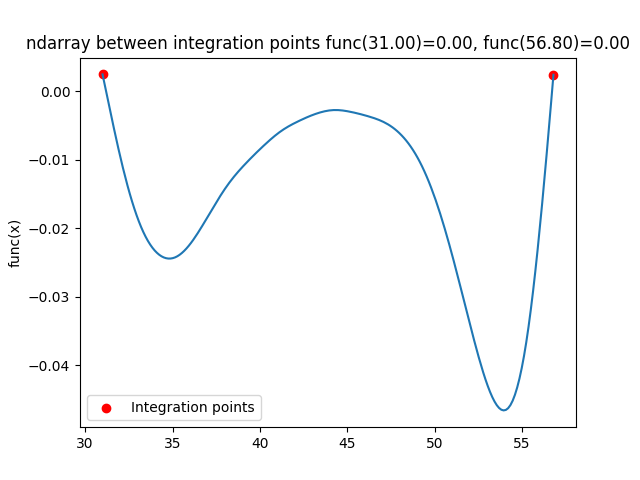 ndarray between integration points func(31.00)=0.00, func(56.80)=0.00
func(x)
0.00
−0.01
−0.02
−0.03
−0.04
Integration points
30 35 40 45 50 55